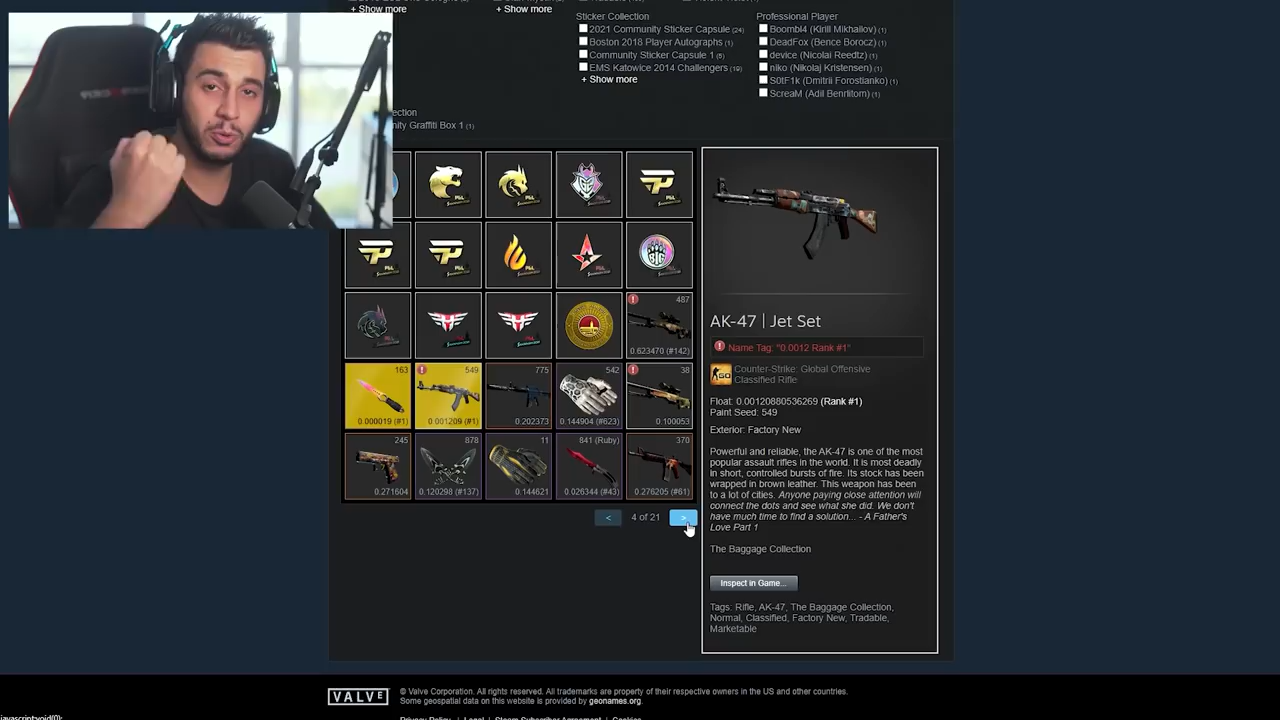 + Show more
+ Show more
Sticker Collection
2021 Community Sticker Capsule (24)
Boston 2018 Player Autographs (1)
Community Sticker Capsule 1 (5)
EMS Katowice 2014 Challengers (19)
+ Show more
Professional Player
Boombl4 (Kirill Mikhailov) (1)
DeadFox (Bence Borocz) (1)
device (Nicolai Reedtz) (1)
niko (Nikolaj Kristensen) (1)
S0tF1k (Dmitrii Forostianko) (1)
ScreaM (Adil Benrlitom) (1)
ection
nity Graffiti Box 1 (1)
487
0.623470 (#142)
163
0.000019 (#1)
549
0.001209 (#1)
775
0.202373
542
0.144904 (#623)
38
0.100053
245
0.271604
878
0.120298 (#137)
11
0.144621
841 (Ruby)
0.026344 (#43)
370
0.276205 (#61)
<
4 of 21
>
AK-47 | Jet Set
Name Tag: "0.0012 Rank #1"
GO
Counter-Strike: Global Offensive
Classified Rifle
Float: 0.00120880536269 (Rank #1)
Paint Seed: 549
Exterior: Factory New
Powerful and reliable, the AK-47 is one of the most
popular assault rifles in the world. It is most deadly
in short, controlled bursts of fire. Its stock has been
wrapped in brown leather. This weapon has been
to a lot of cities. Anyone paying close attention will
connect the dots and see what she did. We don't
have much time to find a solution... - A Father's
Love Part 1
The Baggage Collection
Inspect in Game...
Tags: Rifle, AK-47, The Baggage Collection,
Normal, Classified, Factory New, Tradable,
Marketable
VALVE
© Valve Corporation. All rights reserved. All trademarks are property of their respective owners in the US and other countries.
Some geospatial data on this website is provided by geonames.org.
Privacy Policy | Legal | Steam Subscriber Agreement | Cookies
javascript:void(0);